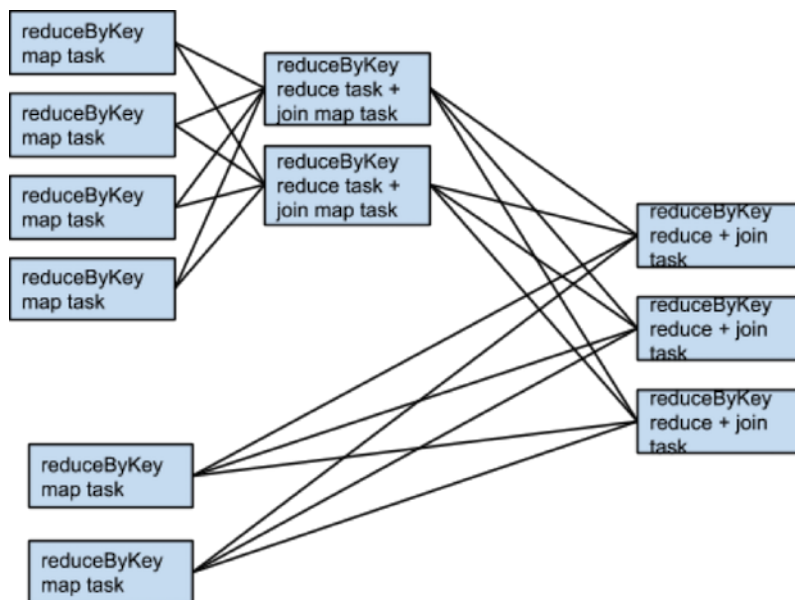 reduceByKey
map task
reduceByKey
map task
reduceByKey
map task
reduceByKey
map task
reduceByKey
reduce task +
join map task
reduceByKey
reduce task +
join map task
reduceByKey
reduce + join
task
reduceByKey
reduce + join
task
reduceByKey
reduce + join
task
reduceByKey
map task
reduceByKey
map task